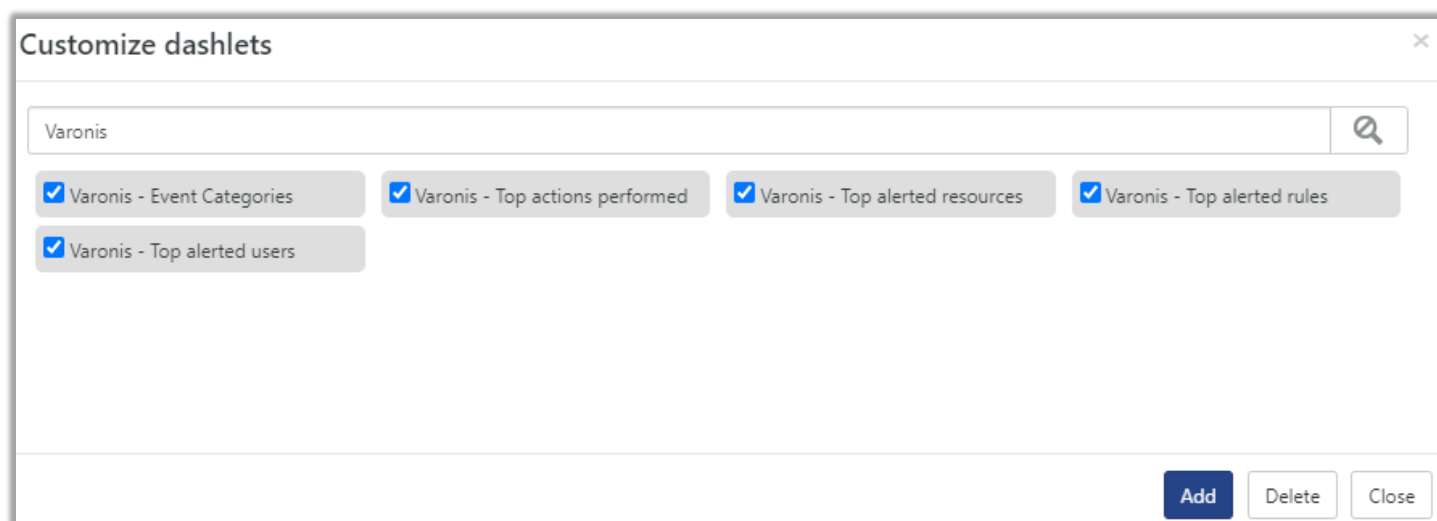 Customize dashlets
Varonis
Varonis - Event Categories
Varonis - Top actions performed
Varonis - Top alerted resources
Varonis - Top alerted rules
Varonis - Top alerted users
Add
Delete
Close